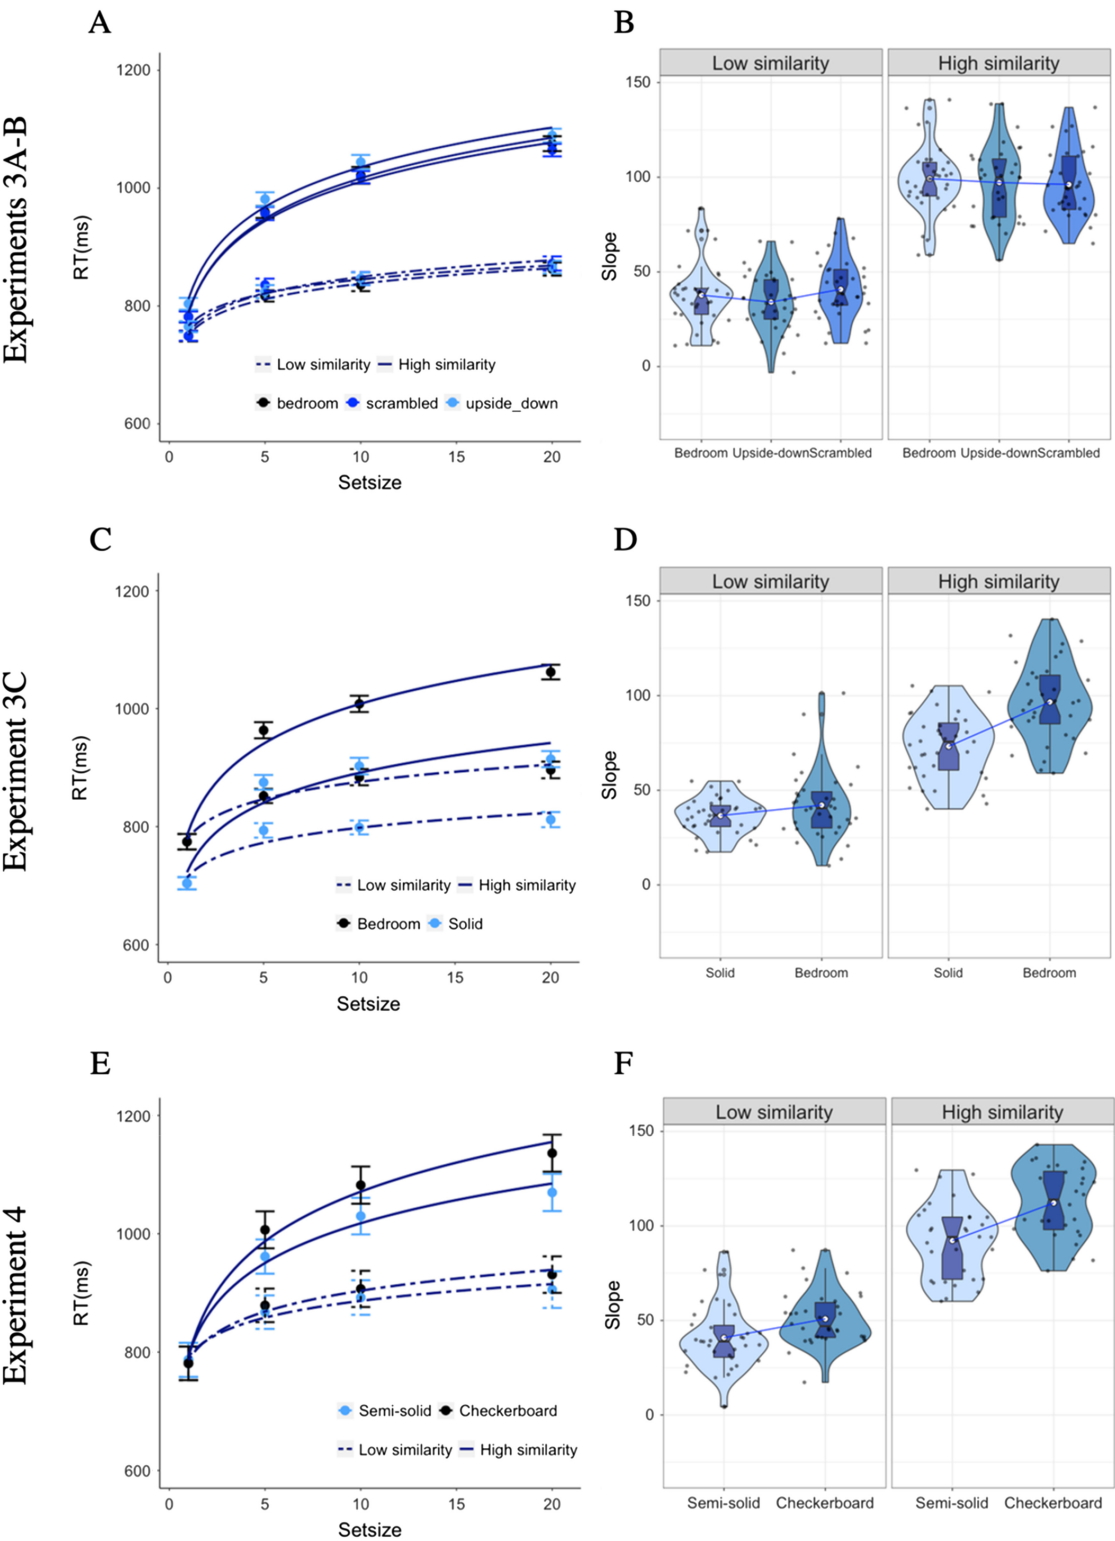 Experiments 3A-B
A
1200
1000
800
600
RT(ms)
Low similarity High similarity
bedroom scrambled upside_down
0 5 10 15 20
Setsize
B
Low similarity High similarity
150
100
50
0
Slope
Bedroom Upside-down Scrambled Bedroom Upside-down Scrambled
Experiment 3C
C
1200
1000
800
600
RT(ms)
Low similarity High similarity
Bedroom Solid
0 5 10 15 20
Setsize
D
Low similarity High similarity
150
100
50
0
Slope
Solid Bedroom Solid Bedroom
Experiment 4
E
1200
1000
800
600
RT(ms)
Semi-solid Checkerboard
Low similarity High similarity
0 5 10 15 20
Setsize
F
Low similarity High similarity
150
100
50
0
Slope
Semi-solid Checkerboard Semi-solid Checkerboard